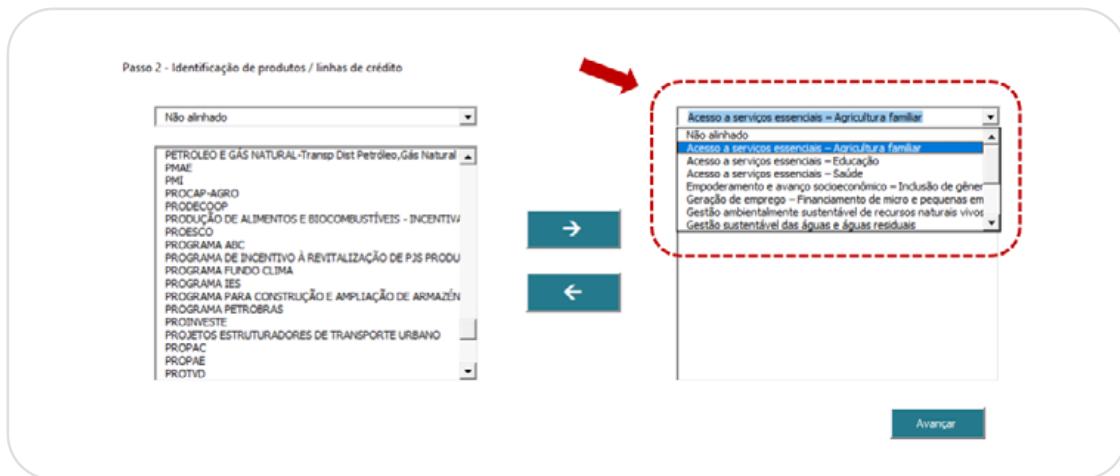 Passo 2 - Identificação de produtos / linhas de crédito
Não alinhado
PETROLEO E GÁS NATURAL-Transp Dist Petróleo,Gás Natural
PMAE
PMI
PROCAP-AGRO
PRODECOOP
PRODUÇÃO DE ALIMENTOS E BIOCOMBUSTÍVEIS - INCENTIVA
PROESCO
PROGRAMA ABC
PROGRAMA DE INCENTIVO À REVITALIZAÇÃO DE PJS PRODU
PROGRAMA FUNDO CLIMA
PROGRAMA IES
PROGRAMA PARA CONSTRUÇÃO E AMPLIAÇÃO DE ARMAZÉN
PROGRAMA PETROBRAS
PROINVESTE
PROJETOS ESTRUTURADORES DE TRANSPORTE URBANO
PROPAC
PROPAE
PROTVD
Acesso a serviços essenciais – Agricultura familiar
Não alinhado
Acesso a serviços essenciais – Agricultura familiar
Acesso a serviços essenciais – Educação
Acesso a serviços essenciais – Saúde
Empoderamento e avanço socioeconômico – Inclusão de gêner
Geração de emprego – Financiamento de micro e pequenas em
Gestão ambientalmente sustentável de recursos naturais vivos
Gestão sustentável das águas e águas residuais
Avançar